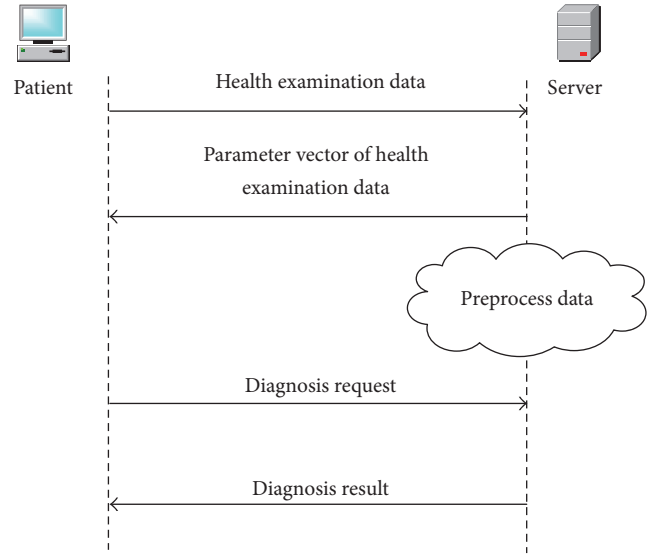 Patient
Server
Health examination data
Parameter vector of health
examination data
Preprocess data
Diagnosis request
Diagnosis result